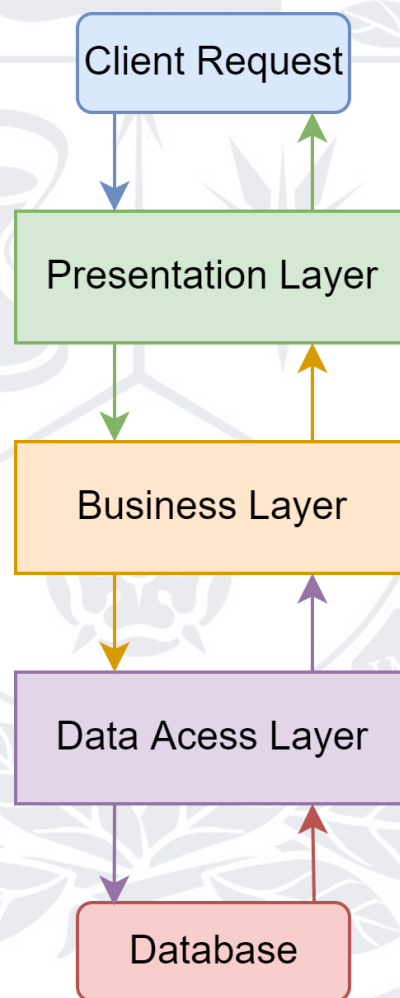 Client Request
Presentation Layer
Business Layer
Data Acess Layer
Database